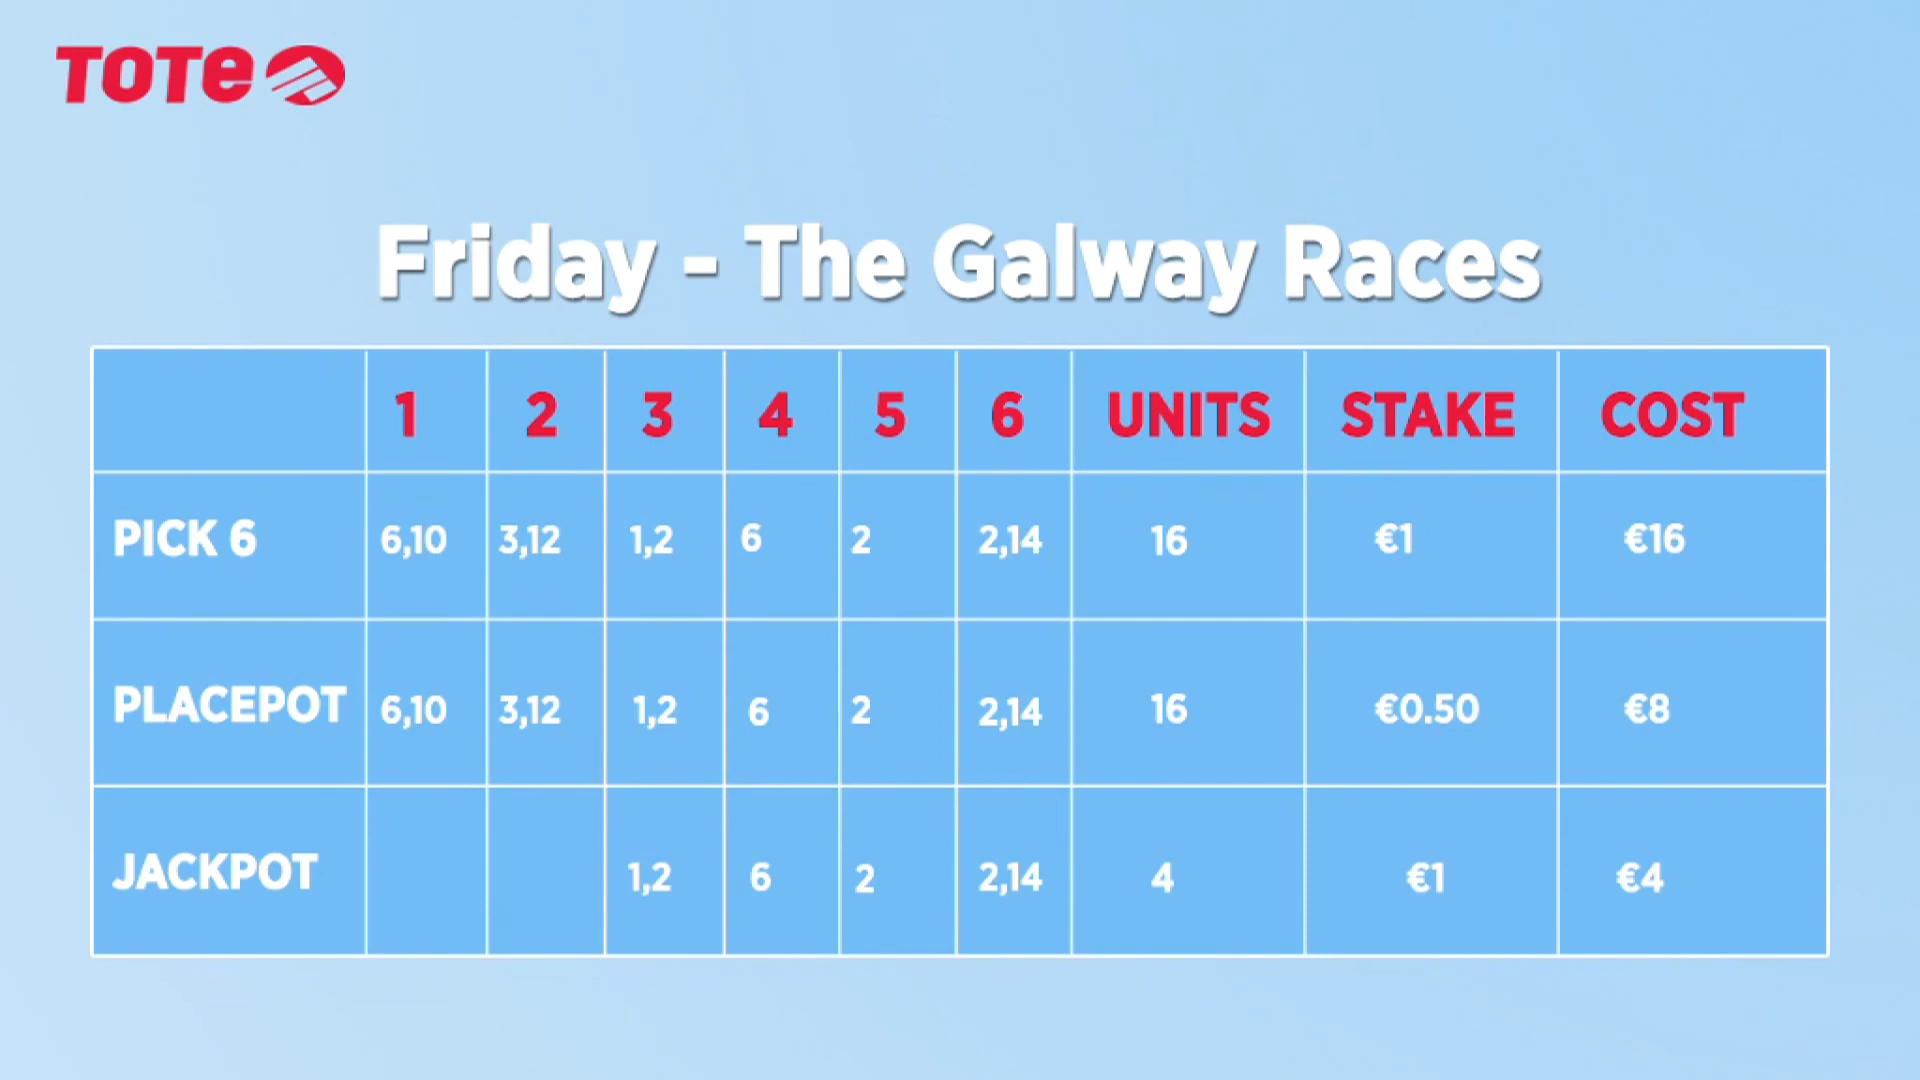 TOTE
Friday - The Galway Races
1 2 3 4 5 6 UNITS STAKE COST
PICK 6 6,10 3,12 1,2 6 2 2,14 16 €1 €16
PLACEPOT 6,10 3,12 1,2 6 2 2,14 16 €0.50 €8
JACKPOT 1,2 6 2 2,14 4 €1 €4